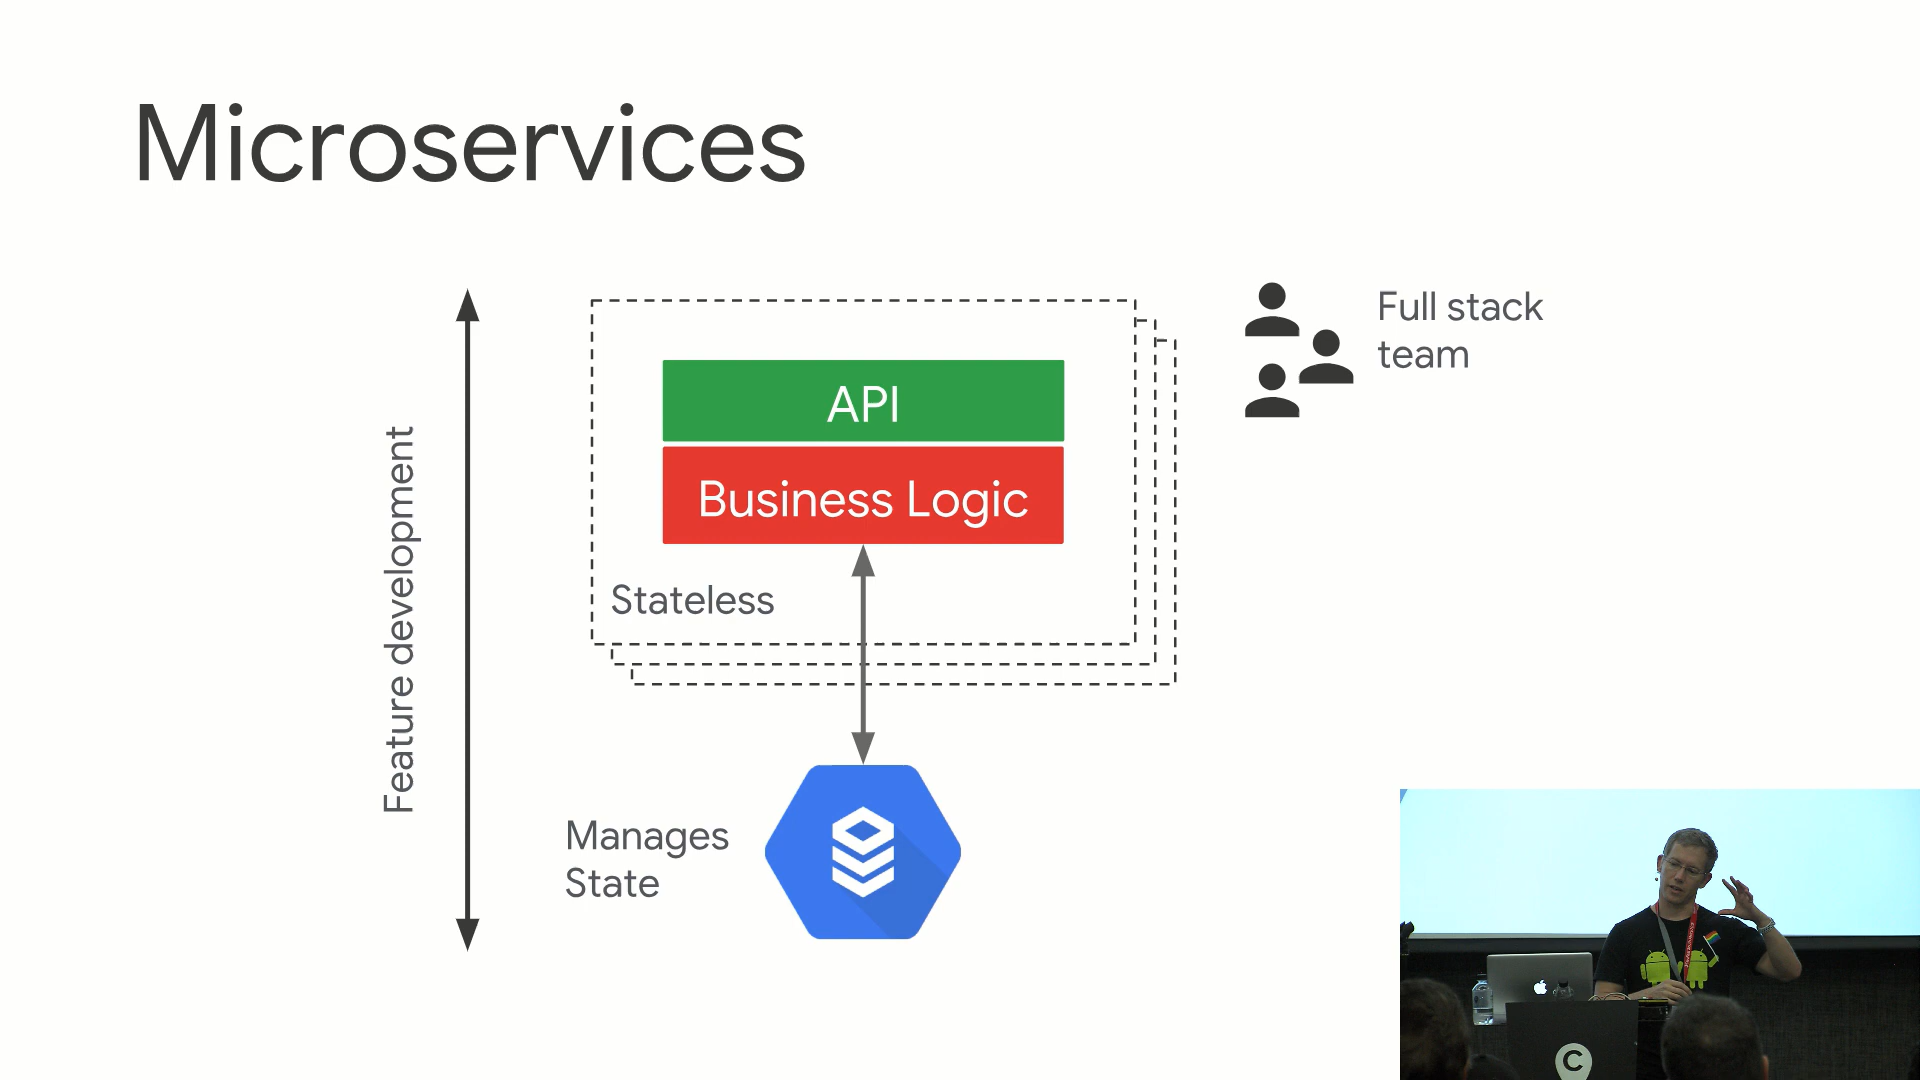 Microservices
Full stack
team
API
Business Logic
Stateless
Feature development
Manages
State
C